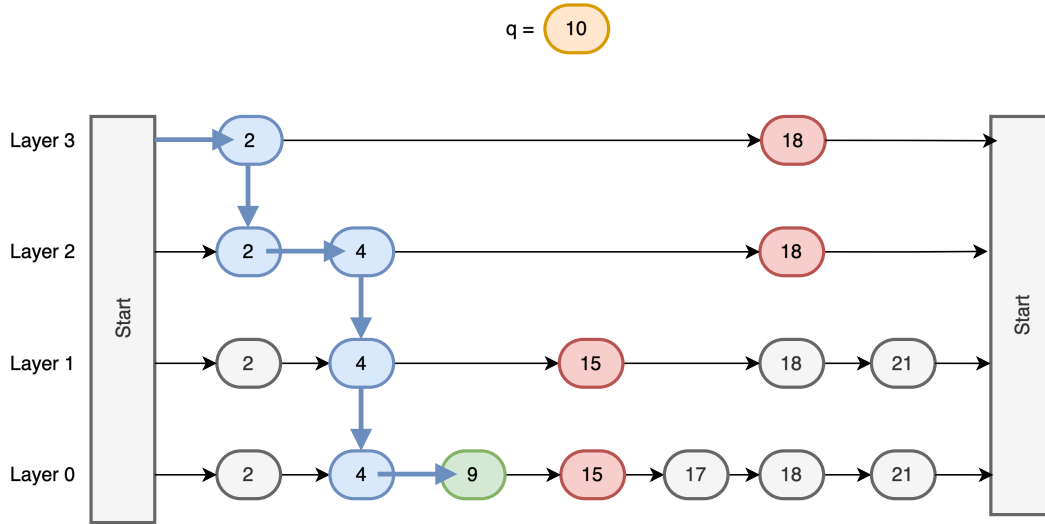 q = 10
Layer 3 2 18
Layer 2 2 4 18
Start
Start
Layer 1 2 4 15 18 21
Layer 0 2 4 9 15 17 18 21